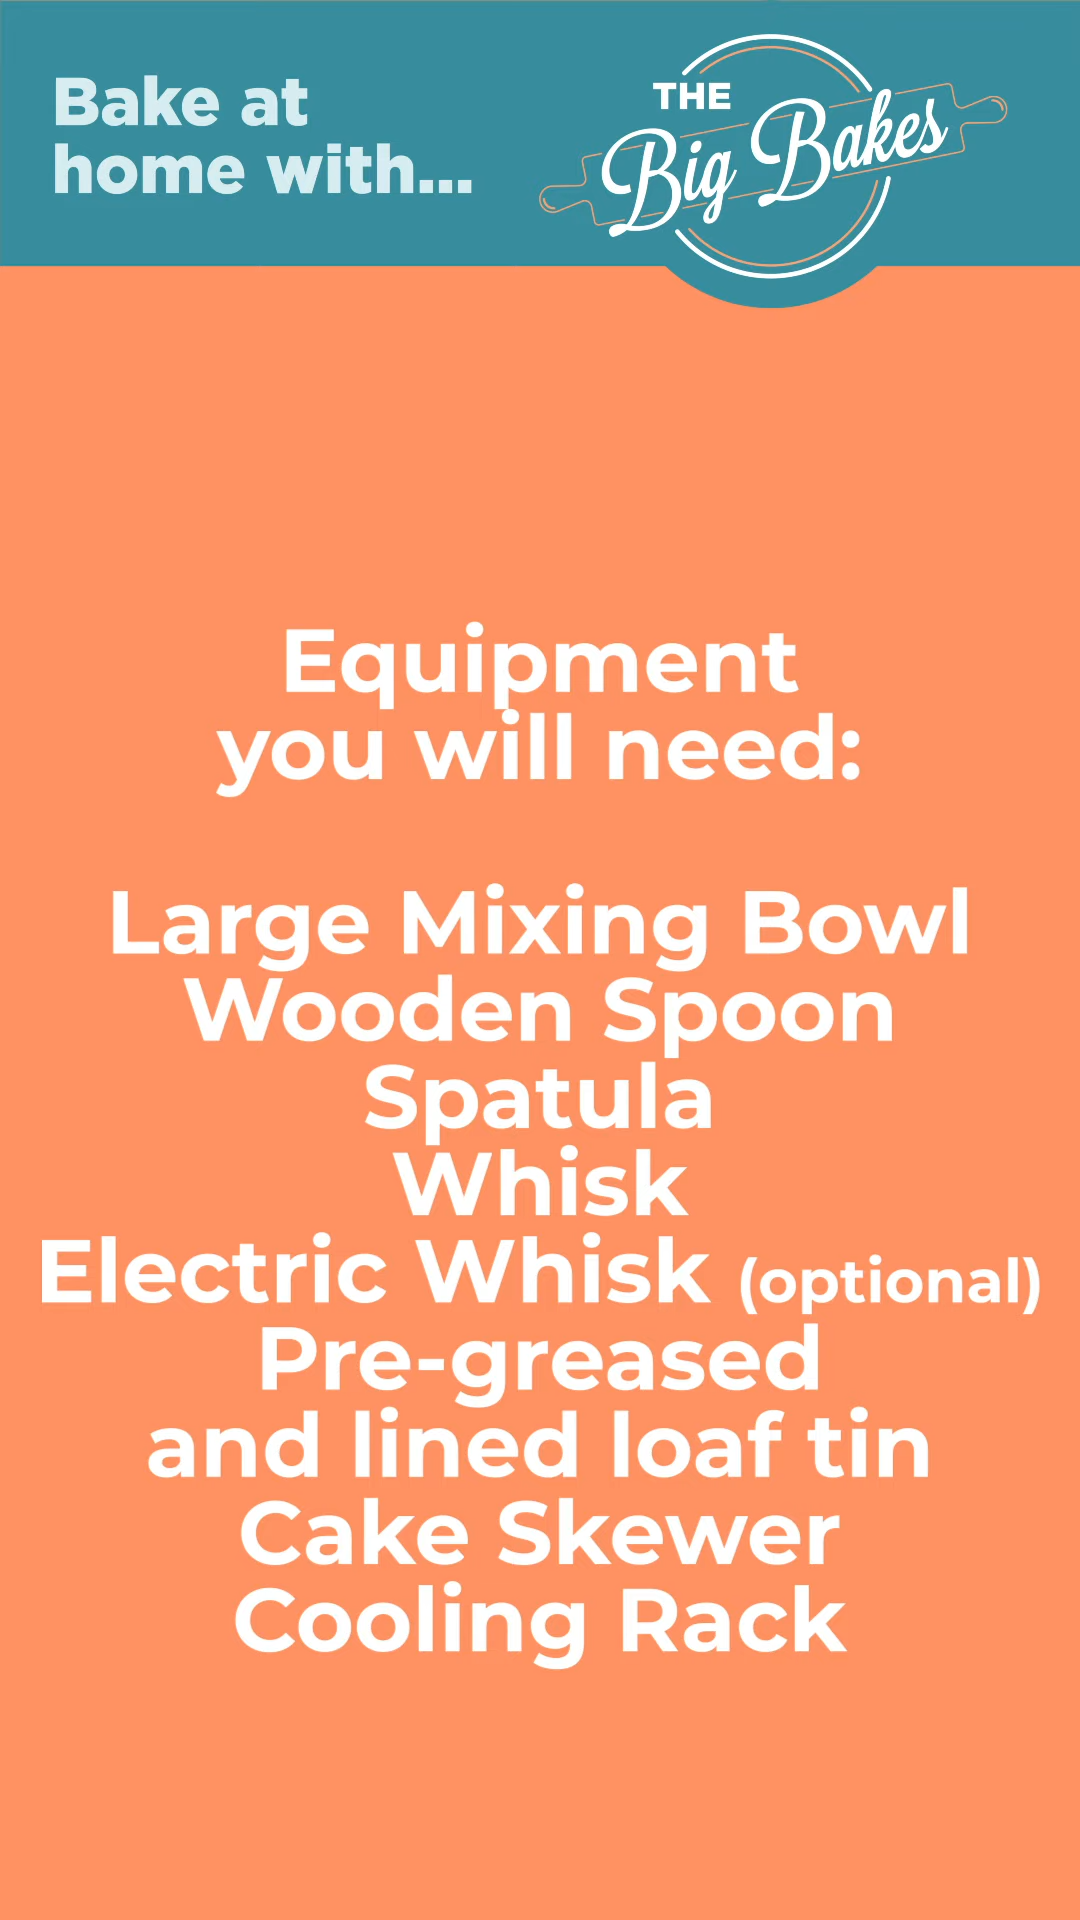 Bake at
home with...
THE
Big Bakes
Equipment
you will need:
Large Mixing Bowl
Wooden Spoon
Spatula
Whisk
Electric Whisk (optional)
Pre-greased
and lined loaf tin
Cake Skewer
Cooling Rack